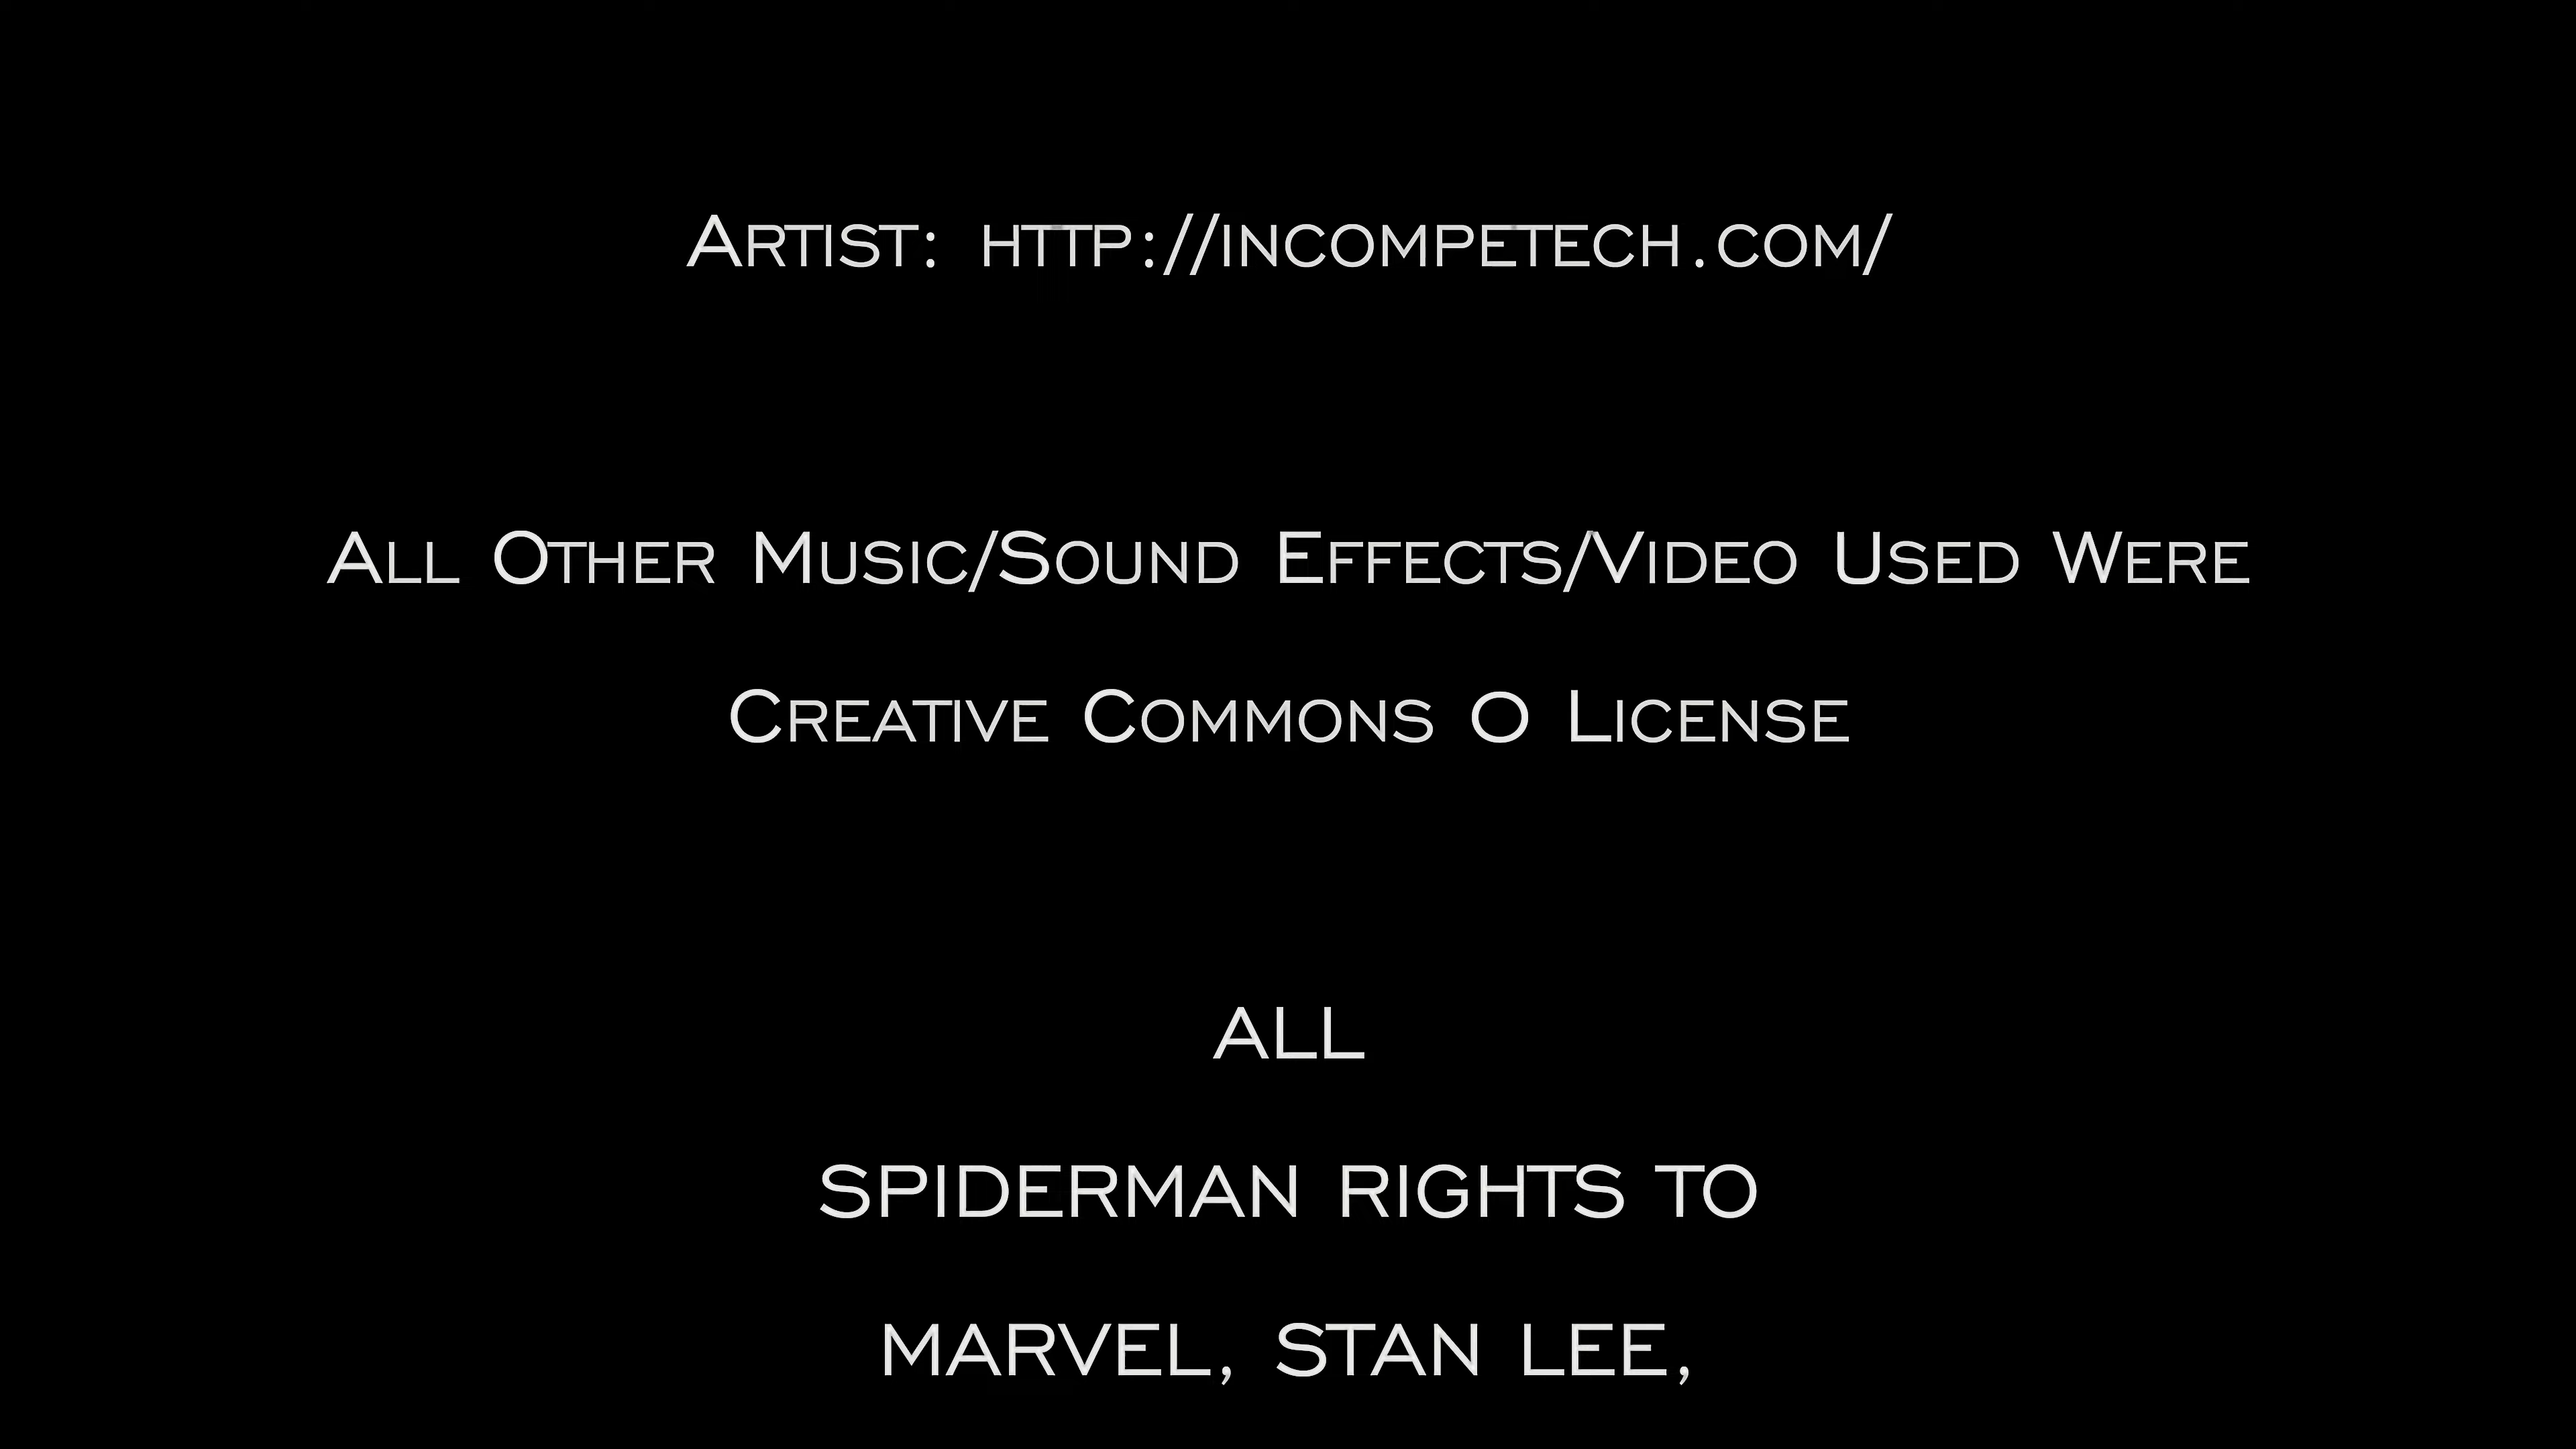 Artist: http://incompetech.com/
All Other Music/Sound Effects/Video Used Were
Creative Commons 0 License
ALL
SPIDERMAN RIGHTS TO
MARVEL, STAN LEE,